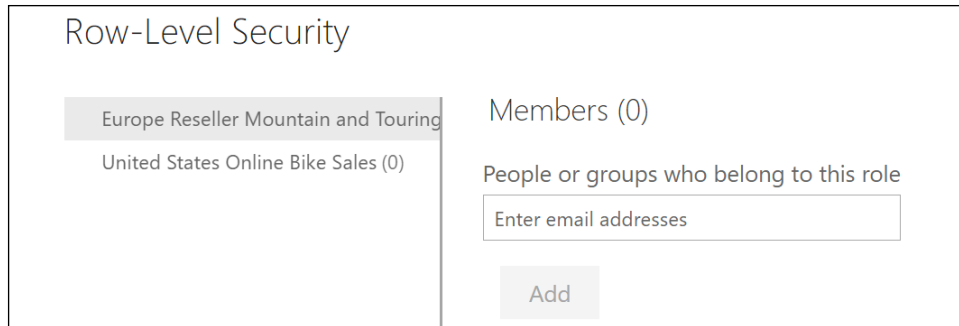 Row-Level Security
Europe Reseller Mountain and Touring
United States Online Bike Sales (0)
Members (0)
People or groups who belong to this role
Enter email addresses
Add